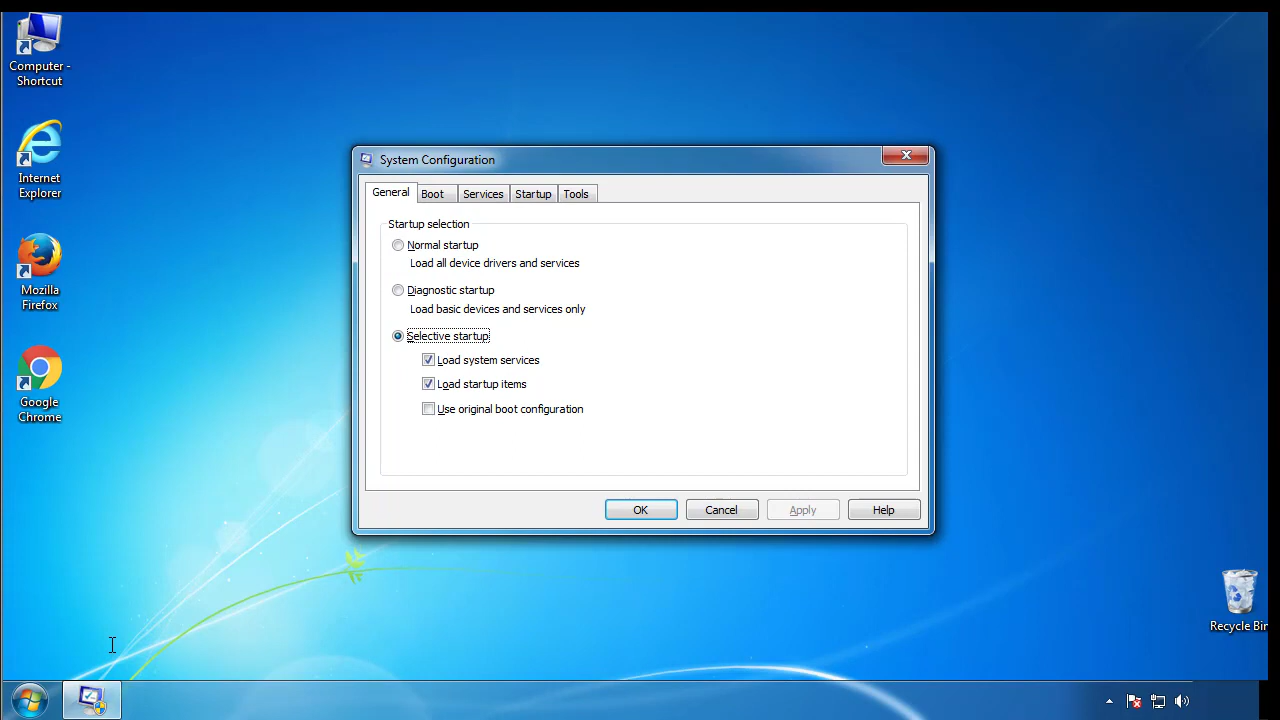 Computer -
Shortcut
Internet
Explorer
Mozilla
Firefox
Google
Chrome
System Configuration
General Boot Services Startup Tools
Startup selection
Normal startup
Load all device drivers and services
Diagnostic startup
Load basic devices and services only
Selective startup
Load system services
Load startup items
Use original boot configuration
OK Cancel Apply Help
Recycle Bin